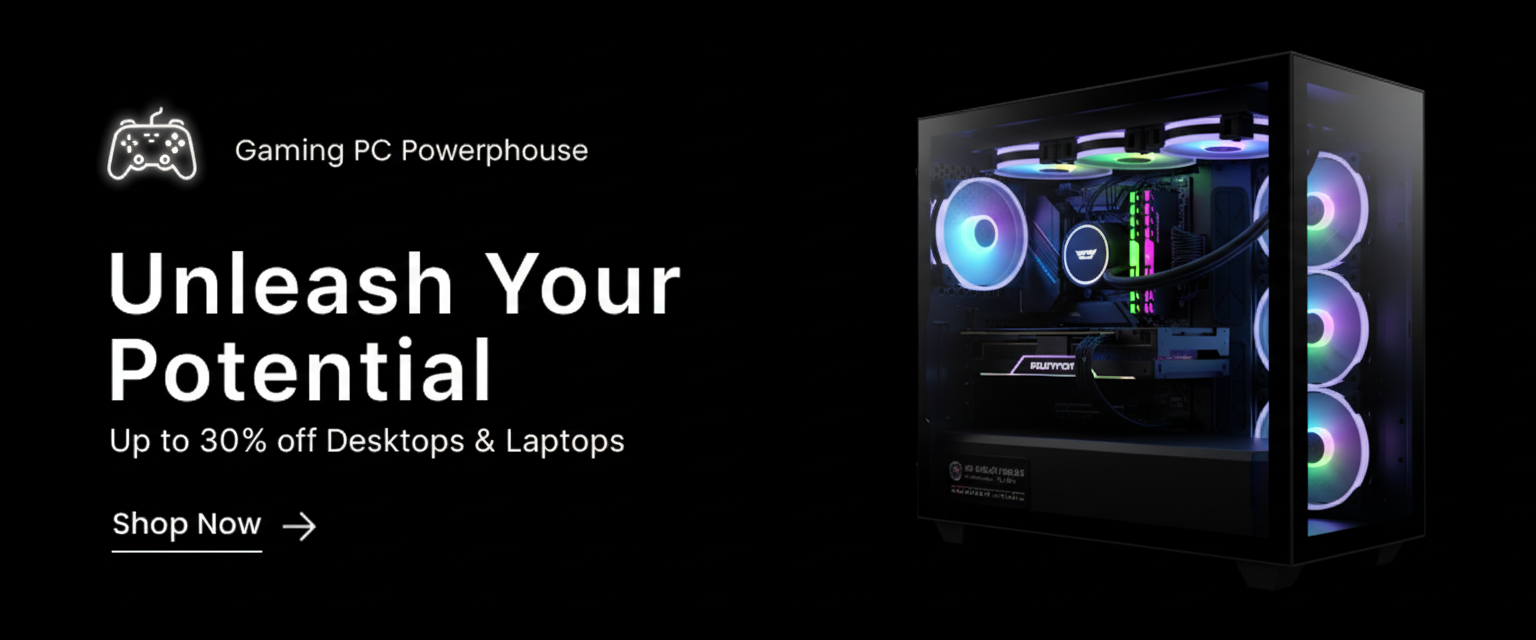 Gaming PC Powerphouse
Unleash Your
Potential
Up to 30% off Desktops & Laptops
Shop Now